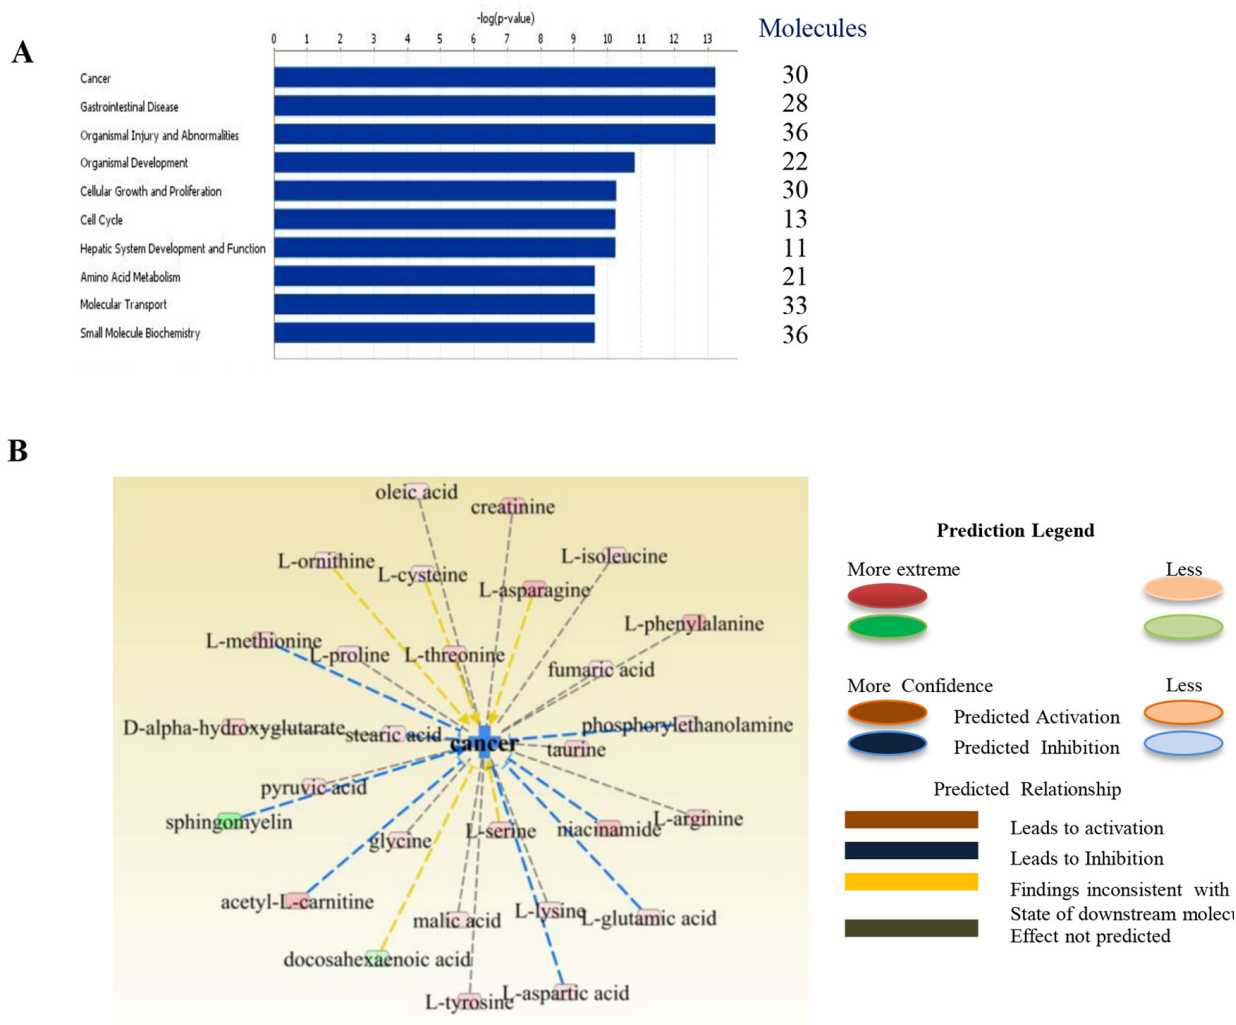 A
-log(p-value)
Molecules
0 1 2 3 4 5 6 7 8 9 10 11 12 13
Cancer 30
Gastrointestinal Disease 28
Organismal Injury and Abnormalities 36
Organismal Development 22
Cellular Growth and Proliferation 30
Cell Cycle 13
Hepatic System Development and Function 11
Amino Acid Metabolism 21
Molecular Transport 33
Small Molecule Biochemistry 36
B
oleic acid
creatinine
L-ornithine
L-cysteine
L-isoleucine
L-asparagine
L-phenylalanine
L-methionine
L-proline
L-threonine
fumaric acid
D-alpha-hydroxyglutarate
stearic acid
cancer
phosphorylethanolamine
taurine
pyruvic acid
sphingomyelin
glycine
L-serine
niacinamide
L-arginine
acetyl-L-carnitine
malic acid
L-lysine
L-glutamic acid
docosahexaenoic acid
L-tyrosine
L-aspartic acid
Prediction Legend
More extreme Less
More Confidence Less
Predicted Activation
Predicted Inhibition
Predicted Relationship
Leads to activation
Leads to Inhibition
Findings inconsistent with
State of downstream molecu
Effect not predicted